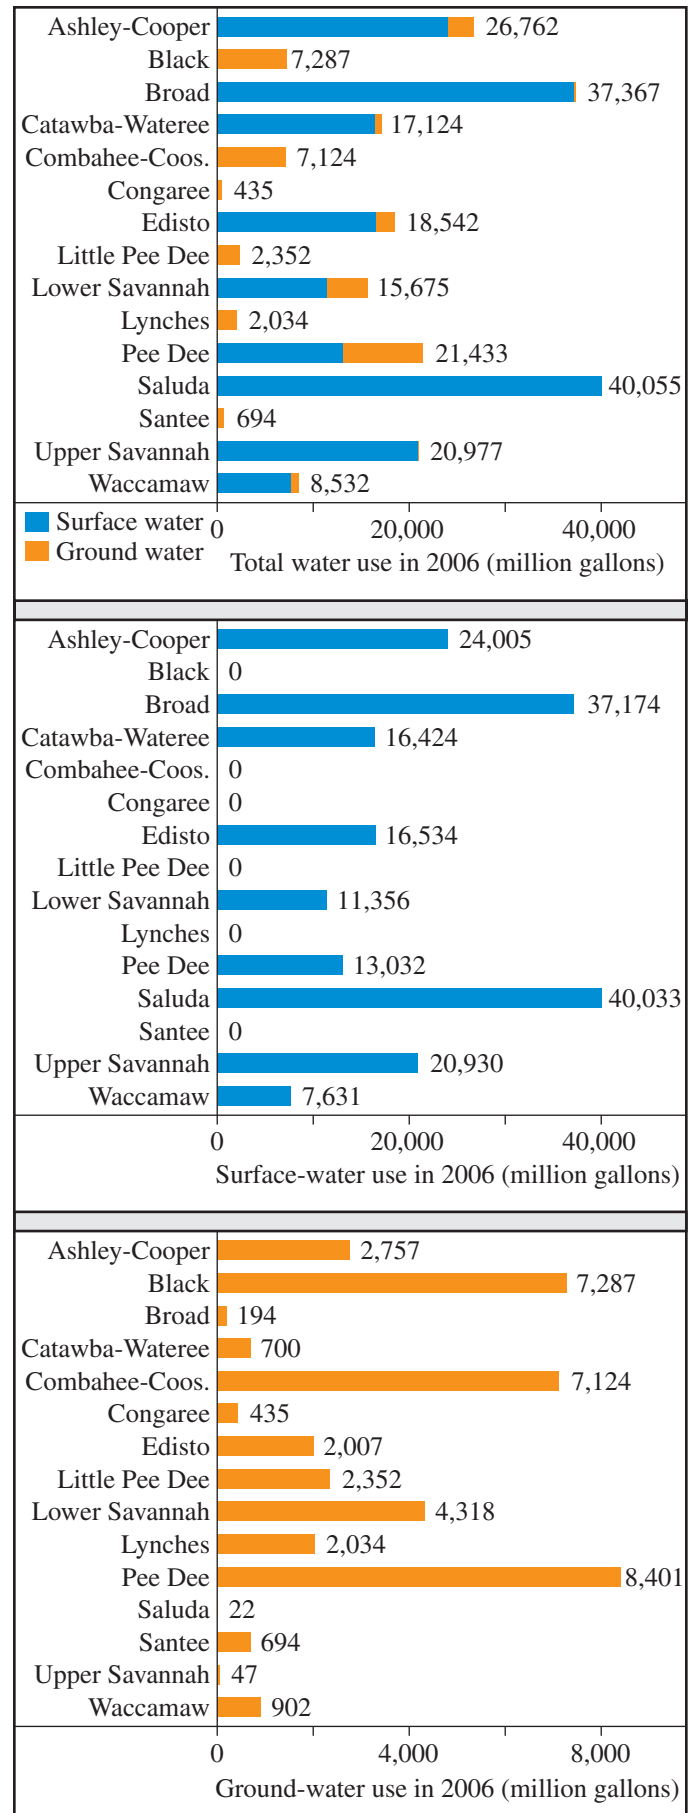 Ashley-Cooper 26,762
Black 7,287
Broad 37,367
Catawba-Wateree 17,124
Combahee-Coos. 7,124
Congaree 435
Edisto 18,542
Little Pee Dee 2,352
Lower Savannah 15,675
Lynches 2,034
Pee Dee 21,433
Saluda 40,055
Santee 694
Upper Savannah 20,977
Waccamaw 8,532
Surface water
Ground water
0 20,000 40,000
Total water use in 2006 (million gallons)
Ashley-Cooper 24,005
Black 0
Broad 37,174
Catawba-Wateree 16,424
Combahee-Coos. 0
Congaree 0
Edisto 16,534
Little Pee Dee 0
Lower Savannah 11,356
Lynches 0
Pee Dee 13,032
Saluda 40,033
Santee 0
Upper Savannah 20,930
Waccamaw 7,631
0 20,000 40,000
Surface-water use in 2006 (million gallons)
Ashley-Cooper 2,757
Black 7,287
Broad 194
Catawba-Wateree 700
Combahee-Coos. 7,124
Congaree 435
Edisto 2,007
Little Pee Dee 2,352
Lower Savannah 4,318
Lynches 2,034
Pee Dee 8,401
Saluda 22
Santee 694
Upper Savannah 47
Waccamaw 902
0 4,000 8,000
Ground-water use in 2006 (million gallons)